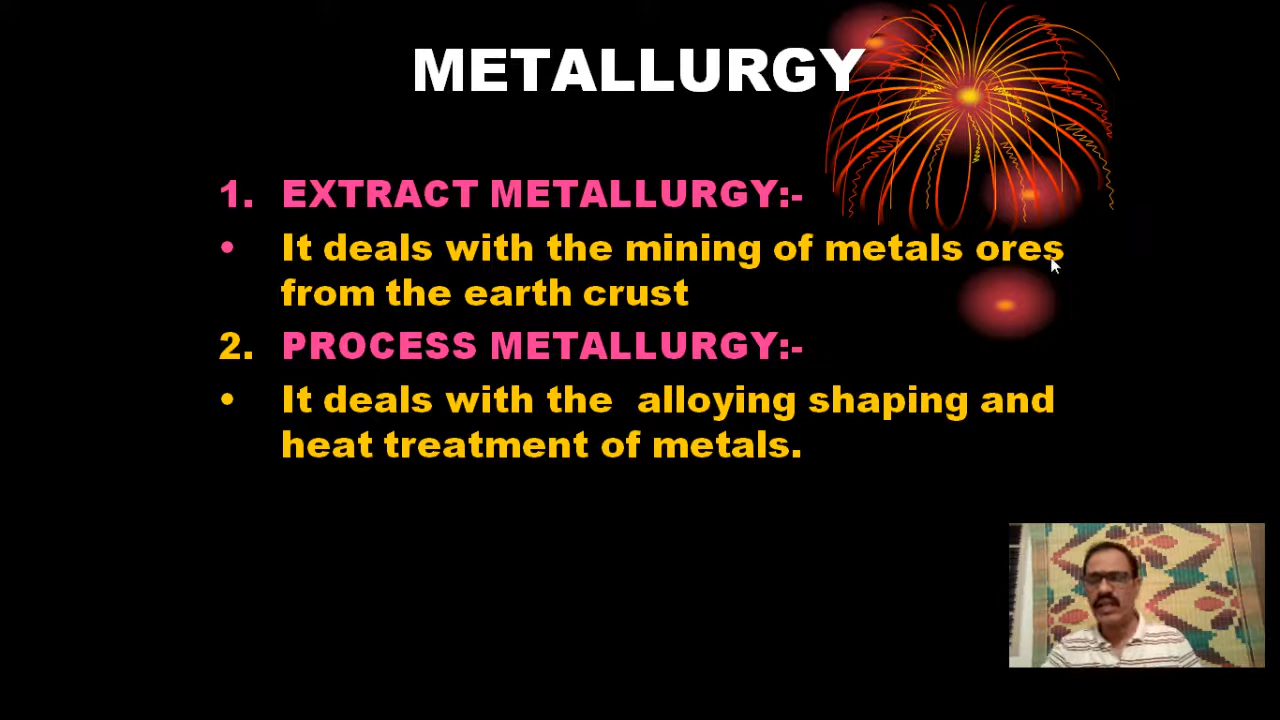 METALLURGY
1. EXTRACT METALLURGY:-
• It deals with the mining of metals ores
from the earth crust
2. PROCESS METALLURGY:-
• It deals with the  alloying shaping and
heat treatment of metals.